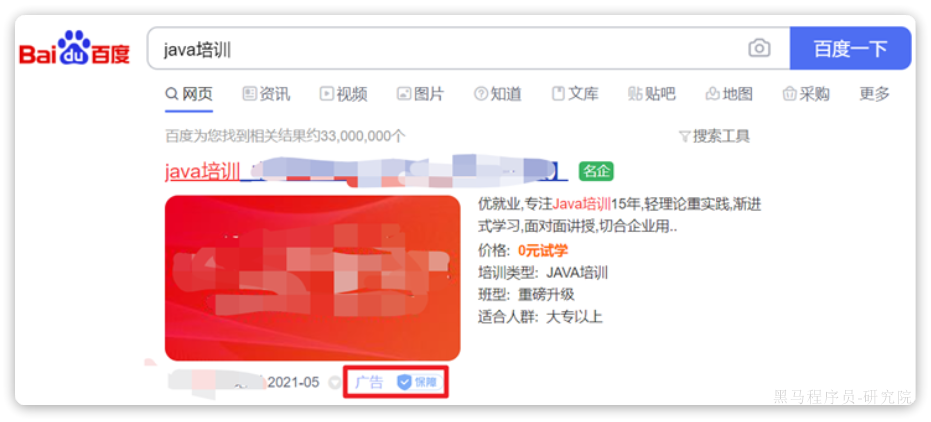 Bai du 百度
java培训
百度一下
网页 资讯 视频 图片 知道 文库 贴吧 地图 采购 更多
百度为您找到相关结果约33,000,000个
搜索工具
java培训
名企
优就业,专注Java培训15年,轻理论重实践,渐进
式学习,面对面讲授,切合企业用..
价格: 0元试学
培训类型: JAVA培训
班型: 重磅升级
适合人群: 大专以上
2021-05 广告 保障
黑马程序员-研究院